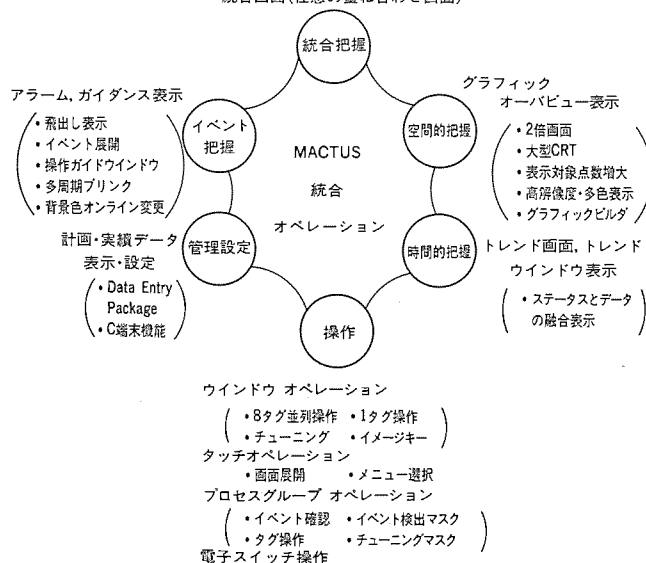 統合画面(任意の重ね合わせ画面)
統合把握
アラーム，ガイダンス表示
・飛出し表示
・イベント展開
・操作ガイドウインドウ
・多周期ブリンク
・背景色オンライン変更
イベント
把握
MACTUS
統合
オペレーション
グラフィック
オーバビュー表示
空間的把握
・2倍画面
・大型CRT
・表示対象点数増大
・高解像度・多色表示
・グラフィックビルダ
計画・実績データ
表示・設定
・Data Entry
Package
・C端末機能
管理設定
時間的把握
トレンド画面，トレンド
ウインドウ表示
・ステータスとデータ
の融合表示
操作
ウインドウ オペレーション
・8タグ並列操作 ・1タグ操作
・チューニング ・イメージキー
タッチオペレーション
・画面展開 ・メニュー選択
プロセスグループ オペレーション
・イベント確認 ・イベント検出マスク
・タグ操作 ・チューニングマスク
電子スイッチ操作